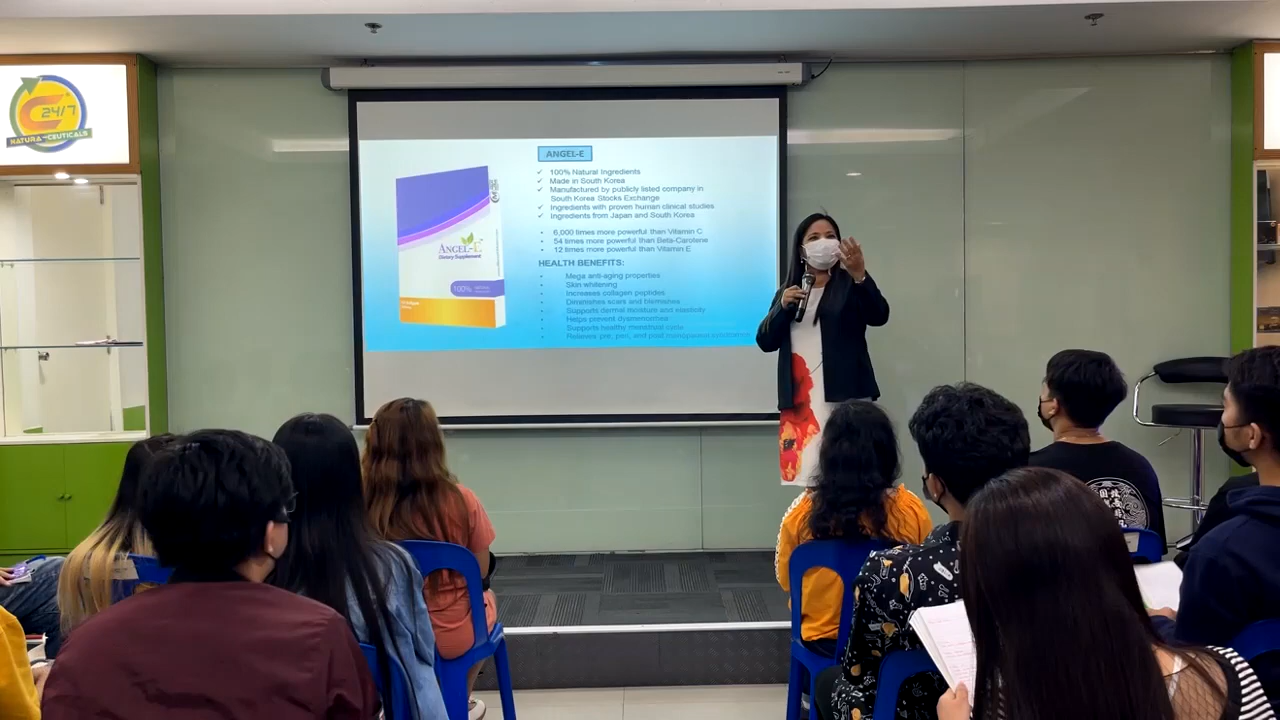 24/7
NATURA-CEUTICALS
ANGEL-E
100% Natural Ingredients
Made in South Korea
Manufactured by publicly listed company in
South Korea Stocks Exchange
Ingredients with proven human clinical studies
Ingredients from Japan and South Korea
6,000 times more powerful than Vitamin C
54 times more powerful than Beta-Carotene
12 times more powerful than Vitamin E
HEALTH BENEFITS:
Mega anti-aging properties
Skin whitening
Increases collagen peptides
Diminishes scars and blemishes
Supports dermal moisture and elasticity
Helps prevent dysmenorrhea
Supports healthy menstrual cycle
Relieves pre, peri, and post menopausal
ANGEL-E
Dietary Supplement
100%